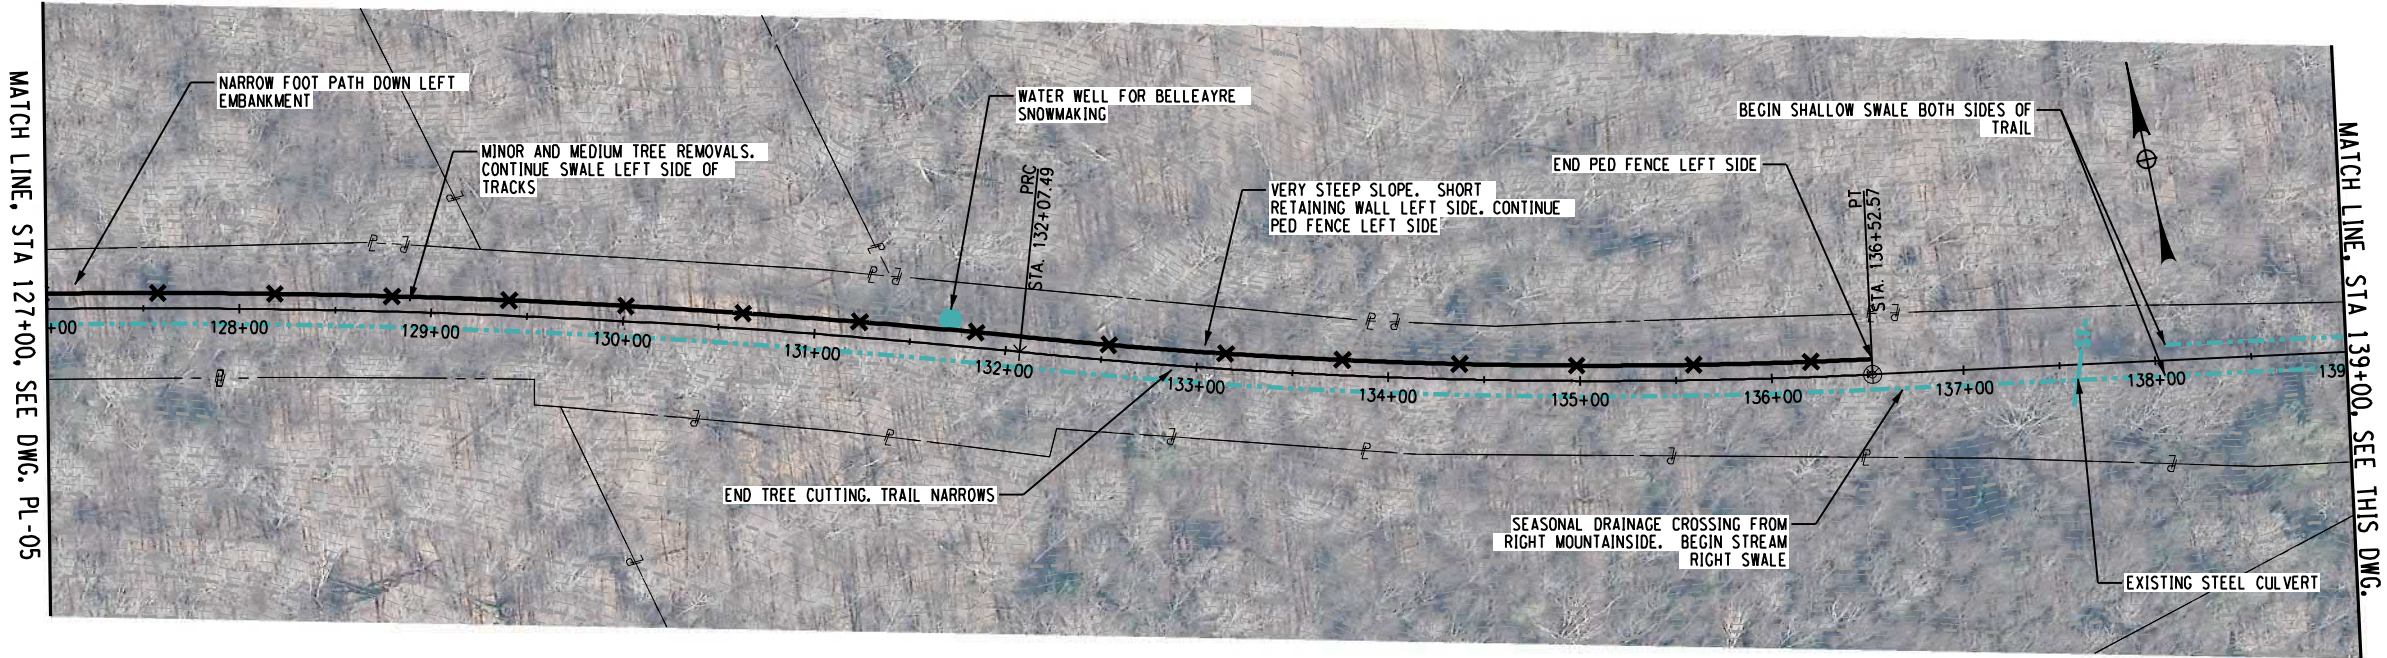 MATCH LINE, STA 127+00, SEE DWG. PL-05
NARROW FOOT PATH DOWN LEFT
EMBANKMENT
MINOR AND MEDIUM TREE REMOVALS.
CONTINUE SWALE LEFT SIDE OF
TRACKS
WATER WELL FOR BELLEAYRE
SNOWMAKING
PRC
STA. 132+07.49
VERY STEEP SLOPE. SHORT
RETAINING WALL LEFT SIDE. CONTINUE
PED FENCE LEFT SIDE
END PED FENCE LEFT SIDE
BEGIN SHALLOW SWALE BOTH SIDES OF
TRAIL
PT
STA. 136+52.57
+00
128+00
129+00
130+00
131+00
132+00
133+00
134+00
135+00
136+00
137+00
138+00
139
END TREE CUTTING. TRAIL NARROWS
SEASONAL DRAINAGE CROSSING FROM
RIGHT MOUNTAINSIDE. BEGIN STREAM
RIGHT SWALE
EXISTING STEEL CULVERT
MATCH LINE, STA 139+00, SEE THIS DWG.